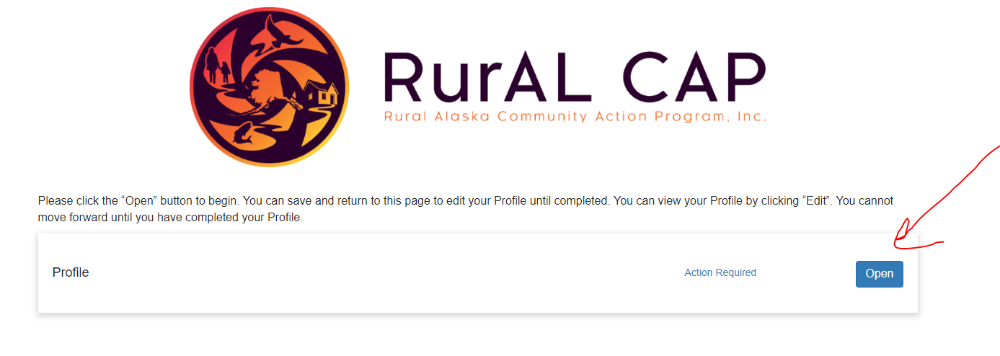 RurAL CAP
Rural Alaska Community Action Program, Inc.
Please click the “Open” button to begin. You can save and return to this page to edit your Profile until completed. You can view your Profile by clicking “Edit”. You cannot
move forward until you have completed your Profile.
Profile Action Required Open